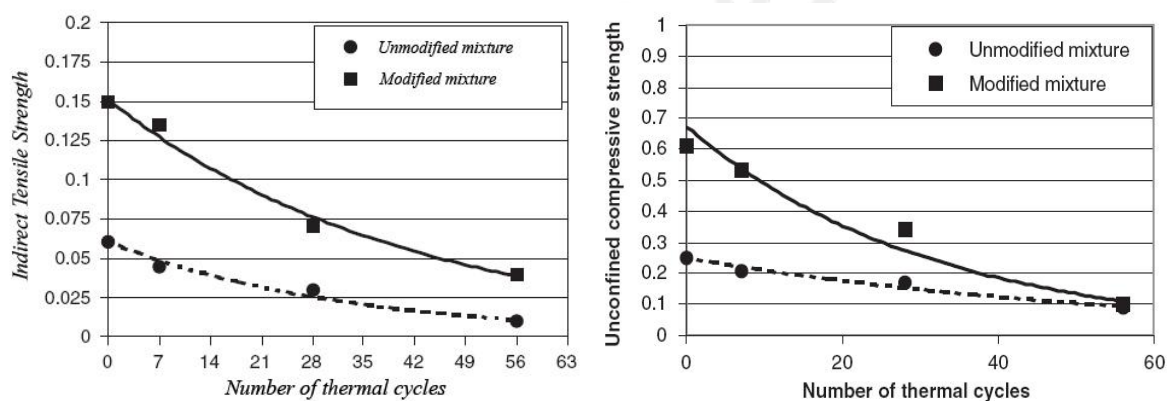 Indirect Tensile Strength
0.2
0.175
0.15
0.125
0.1
0.075
0.05
0.025
0
Unmodified mixture
Modified mixture
0 7 14 21 28 35 42 49 56 63
Number of thermal cycles
Unconfined compressive strength
1
0.9
0.8
0.7
0.6
0.5
0.4
0.3
0.2
0.1
0
Unmodified mixture
Modified mixture
0 20 40 60
Number of thermal cycles